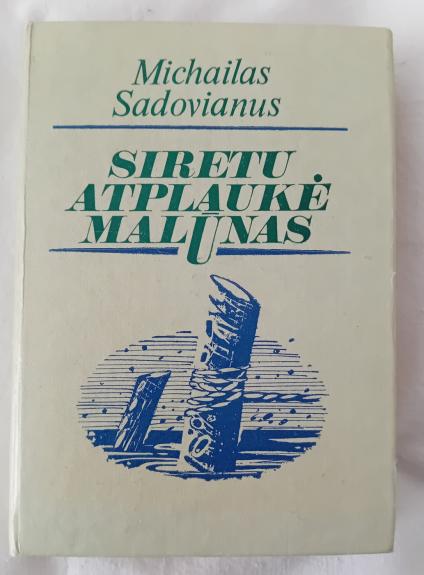 Michailas
Sadovianus
SIRETU
ATPLAUKĖ
MALŪNAS